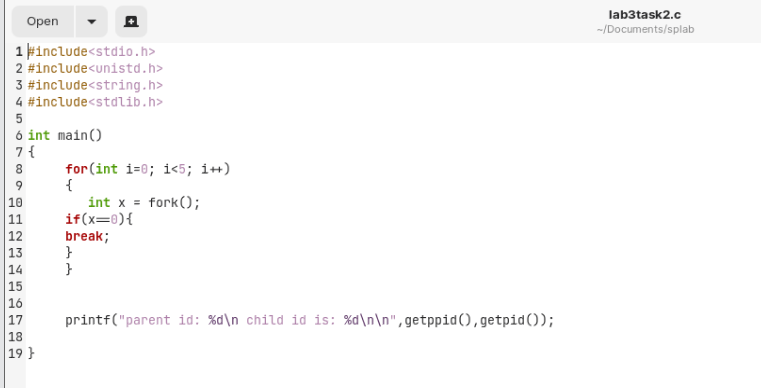 Open
lab3task2.c
~/Documents/splab
1 #include<stdio.h>
2 #include<unistd.h>
3 #include<string.h>
4 #include<stdlib.h>
5
6 int main()
7 {
8 for(int i=0; i<5; i++)
9 {
10 int x = fork();
11 if(x==0){
12 break;
13 }
14 }
15
16
17 printf("parent id: %d\n child id is: %d\n\n",getppid(),getpid());
18
19 }